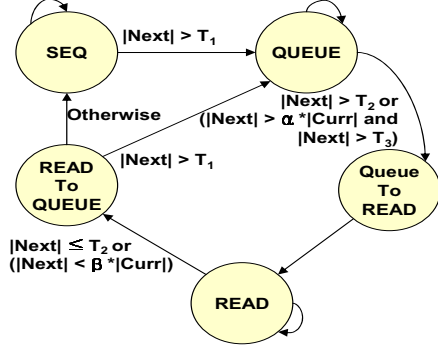 SEQ
|Next| > T1
QUEUE
Otherwise
|Next| > T2 or
(|Next| > α *|Curr| and
|Next| > T3)
|Next| > T1
READ
To
QUEUE
Queue
To
READ
|Next| ≤ T2 or
(|Next| < β *|Curr|)
READ